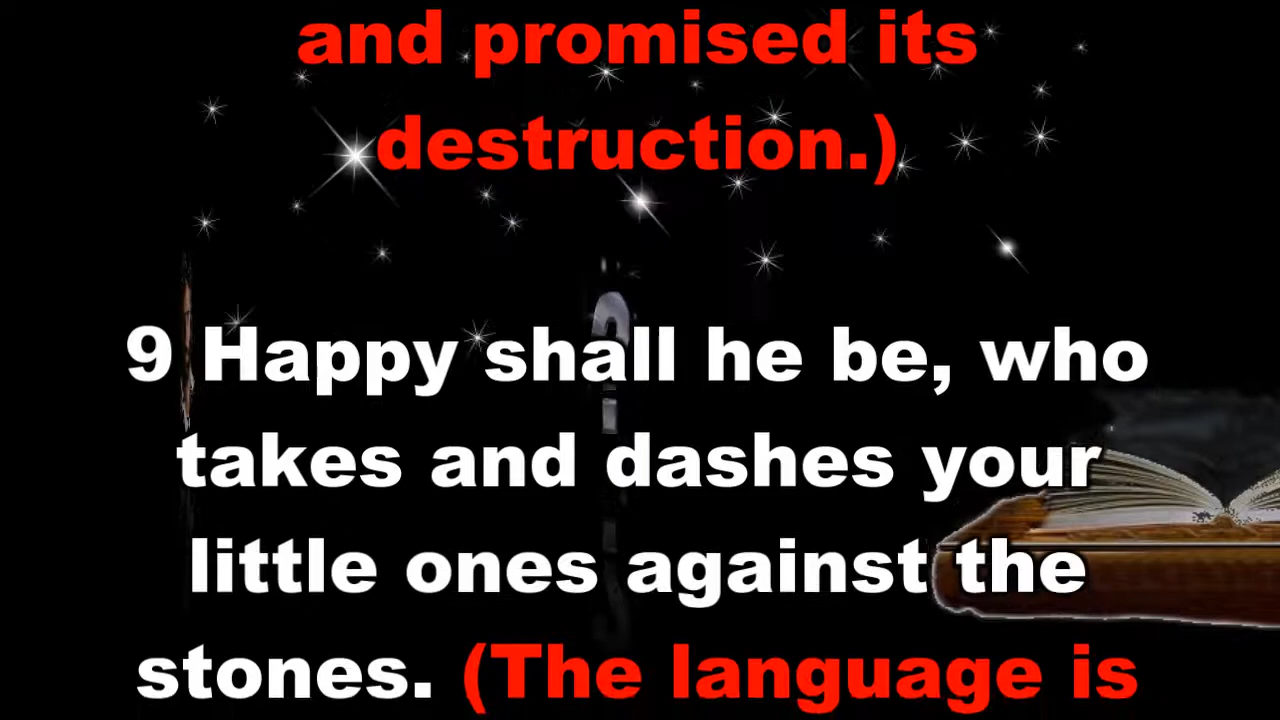 and promised its
destruction.)
9 Happy shall he be, who
takes and dashes your
little ones against the
stones. (The language is